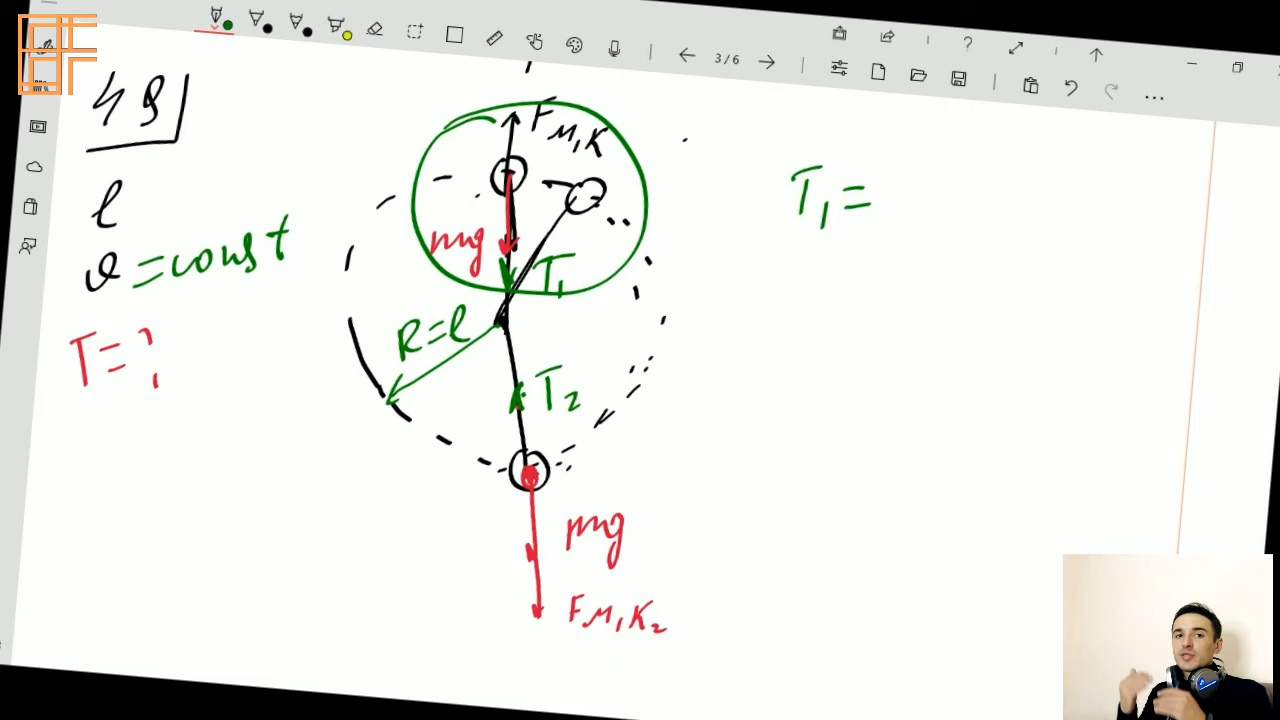 3/6
49
l
ϑ = const
T = ?
F м,к
mg
T₁
R = l
T₂
mg
F м,к₂
T₁ =